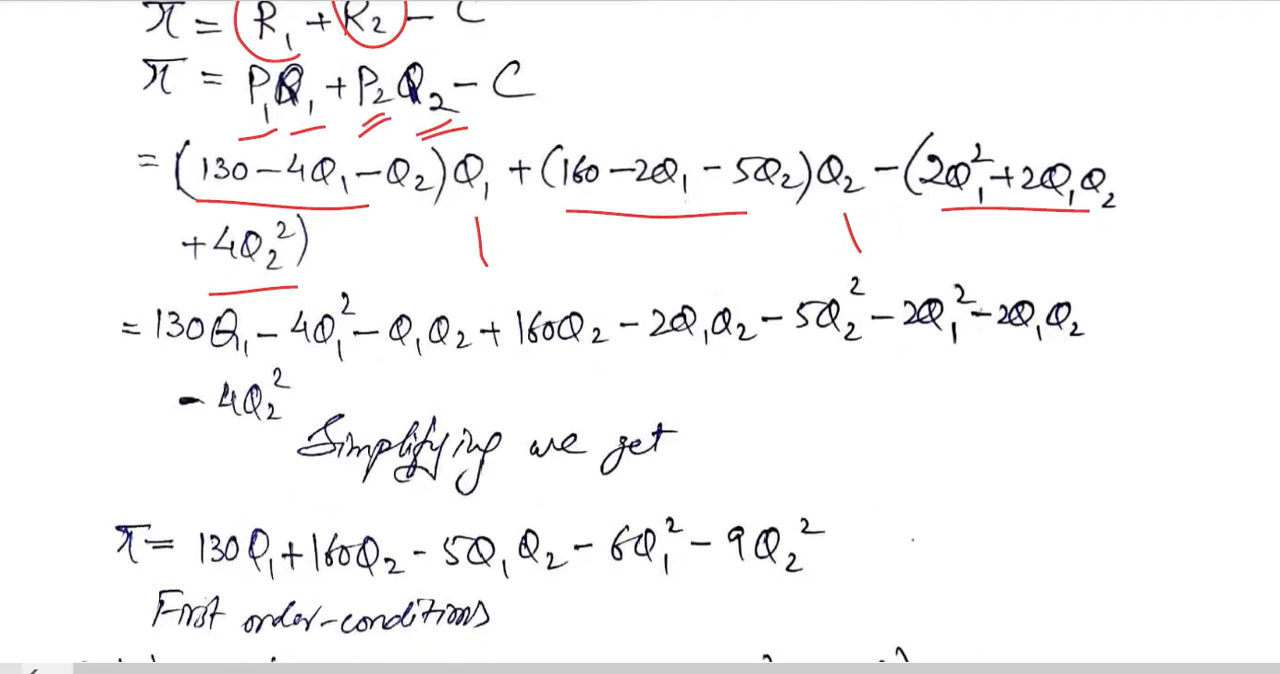 π = R₁ + R₂ - C
π = P₁Q₁ + P₂Q₂ - C
= (130 - 4Q₁ - Q₂)Q₁ + (160 - 2Q₁ - 5Q₂)Q₂ - (2Q₁² + 2Q₁Q₂
+ 4Q₂²)
= 130Q₁ - 4Q₁² - Q₁Q₂ + 160Q₂ - 2Q₁Q₂ - 5Q₂² - 2Q₁² - 2Q₁Q₂
- 4Q₂²
Simplifying we get
π = 130Q₁ + 160Q₂ - 5Q₁Q₂ - 6Q₁² - 9Q₂²
First order-conditions